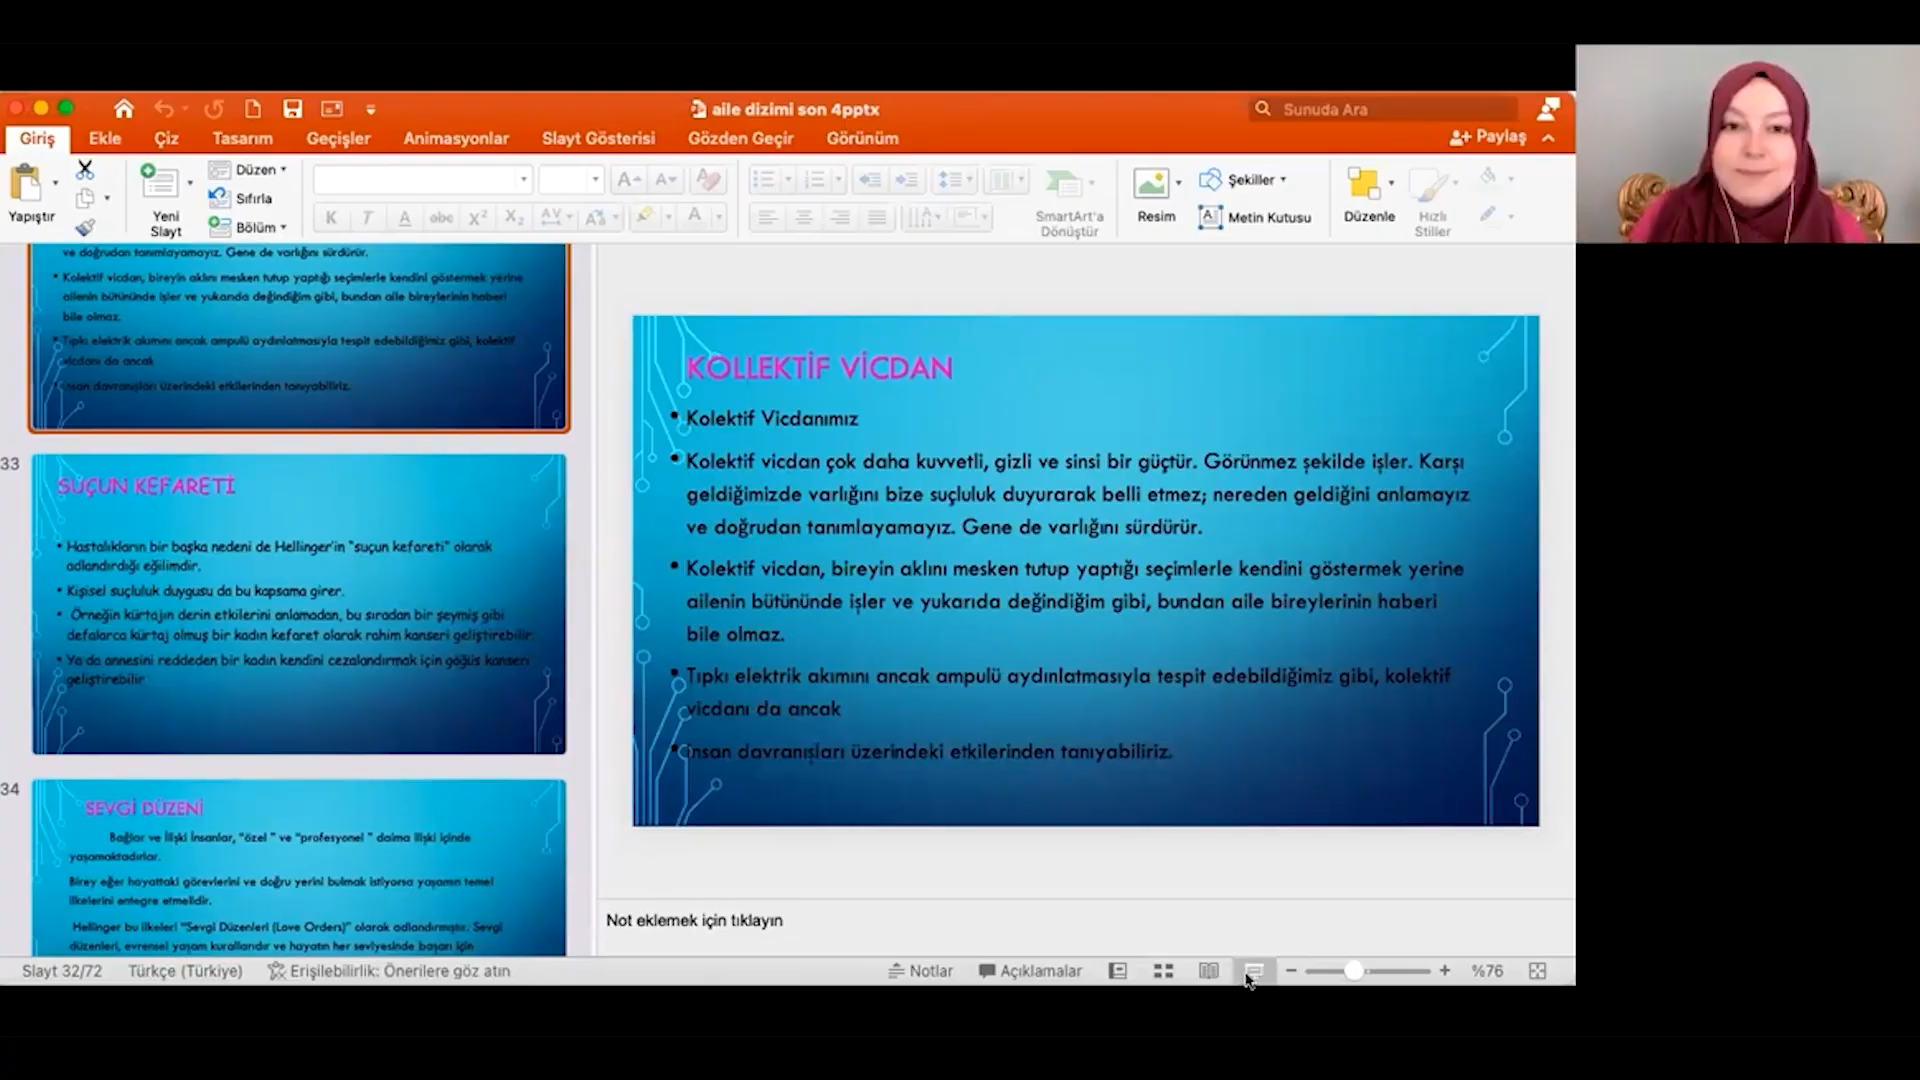 aile dizimi son 4pptx
Sunuda Ara
Giriş
Ekle
Çiz
Tasarım
Geçişler
Animasyonlar
Slayt Gösterisi
Gözden Geçir
Görünüm
Paylaş
Yapıştır
Yeni
Slayt
Düzen
Sıfırla
Bölüm
SmartArt'a
Dönüştür
Resim
Şekiller
Metin Kutusu
Düzenle
Hızlı
Stiller
ve doğrudan tanımlayamayız. Gene de varlığını sürdürür.
• Kolektif vicdan, bireyin aklını mesken tutup yaptığı seçimlerle kendini göstermek yerine
ailenin bütününde işler ve yukarıda değindiğim gibi, bundan aile bireylerinin haberi
bile olmaz.
• Tıpkı elektrik akımını ancak ampulü aydınlatmasıyla tespit edebildiğimiz gibi, kolektif
vicdanı da ancak
• İnsan davranışları üzerindeki etkilerinden tanıyabiliriz.
33
SUÇUN KEFARETİ
• Hastalıkların bir başka nedeni de Hellinger'in "suçun kefareti" olarak
adlandırdığı eğilimdir.
• Kişisel suçluluk duygusu da bu kapsama girer.
• Örneğin kürtajın derin etkilerini anlamadan, bu sıradan bir şeymiş gibi
defalarca kürtaj olmuş bir kadın kefaret olarak rahim kanseri geliştirebilir.
• Ya da annesini reddeden bir kadın kendini cezalandırmak için göğüs kanseri
geliştirebilir
34
SEVGİ DÜZENİ
Bağlar ve İlişki İnsanlar, "özel " ve "profesyonel " daima ilişki içinde
yaşamaktadırlar.
Birey eğer hayattaki görevlerini ve doğru yerini bulmak istiyorsa yaşamın temel
ilkelerini entegre etmelidir.
Hellinger bu ilkeleri "Sevgi Düzenleri (Love Orders)" olarak adlandırmıştır. Sevgi
düzenleri, evrensel yaşam kurallarıdır ve hayatın her seviyesinde başarı için
KOLLEKTİF VİCDAN
• Kolektif Vicdanımız
• Kolektif vicdan çok daha kuvvetli, gizli ve sinsi bir güçtür. Görünmez şekilde işler. Karşı
geldiğimizde varlığını bize suçluluk duyurarak belli etmez; nereden geldiğini anlamayız
ve doğrudan tanımlayamayız. Gene de varlığını sürdürür.
• Kolektif vicdan, bireyin aklını mesken tutup yaptığı seçimlerle kendini göstermek yerine
ailenin bütününde işler ve yukarıda değindiğim gibi, bundan aile bireylerinin haberi
bile olmaz.
• Tıpkı elektrik akımını ancak ampulü aydınlatmasıyla tespit edebildiğimiz gibi, kolektif
vicdanı da ancak
• İnsan davranışları üzerindeki etkilerinden tanıyabiliriz.
Not eklemek için tıklayın
Slayt 32/72
Türkçe (Türkiye)
Erişilebilirlik: Önerilere göz atın
Notlar
Açıklamalar
%76